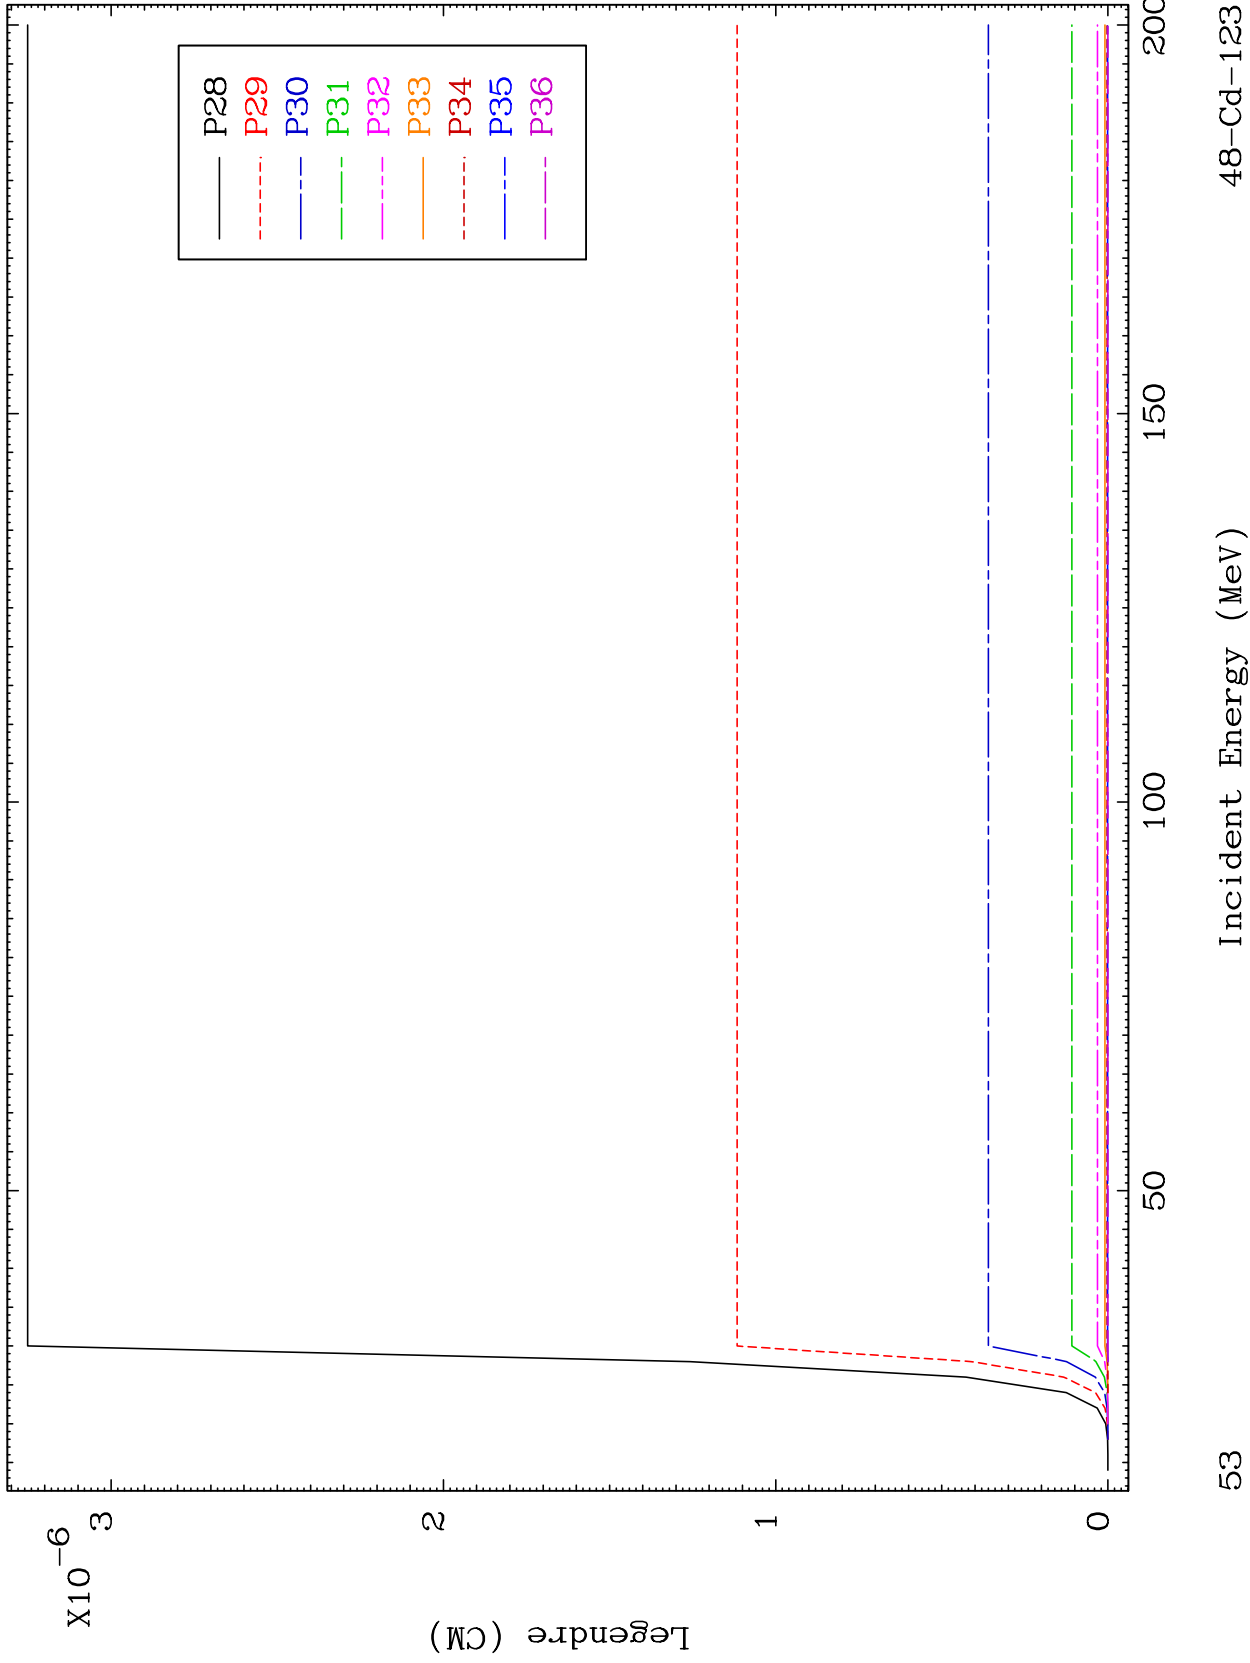 X10-6
3
2
1
0
Legendre (CM)
P28
P29
P30
P31
P32
P33
P34
P35
P36
50
100
150
200
Incident Energy (MeV)
53
48-Cd-123